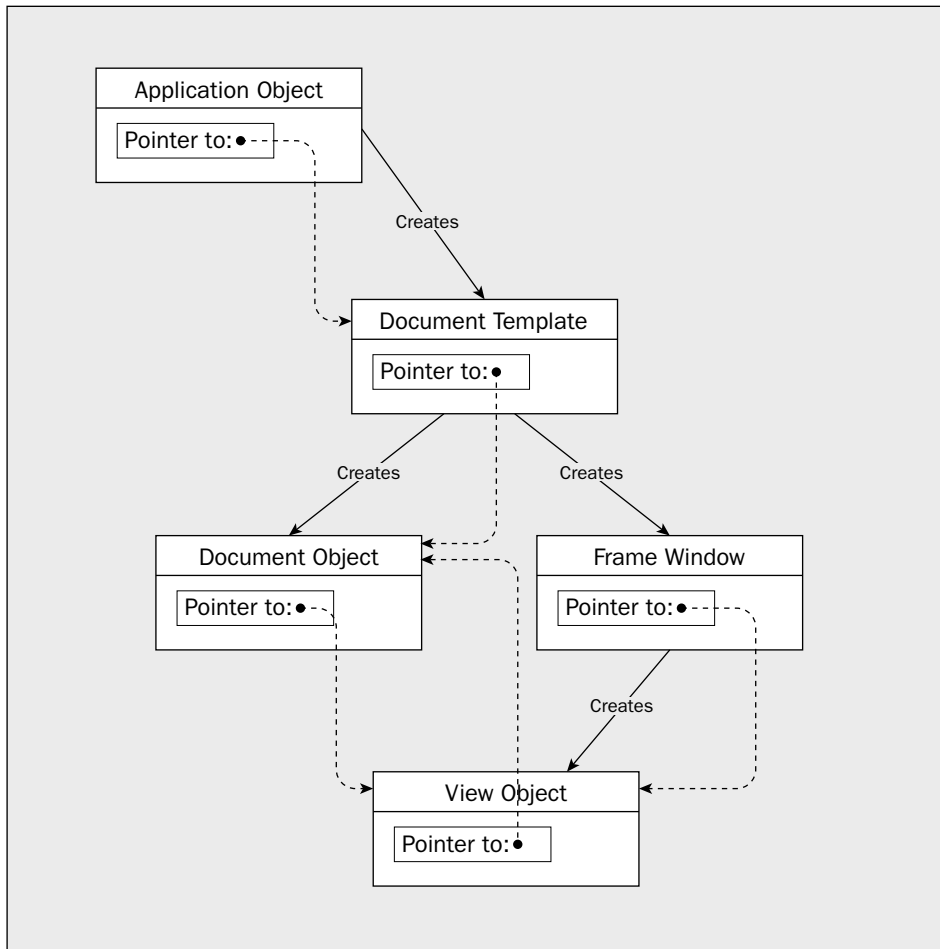 Application Object
Pointer to:
Creates
Document Template
Pointer to:
Creates
Creates
Document Object
Frame Window
Pointer to:
Pointer to:
Creates
View Object
Pointer to: